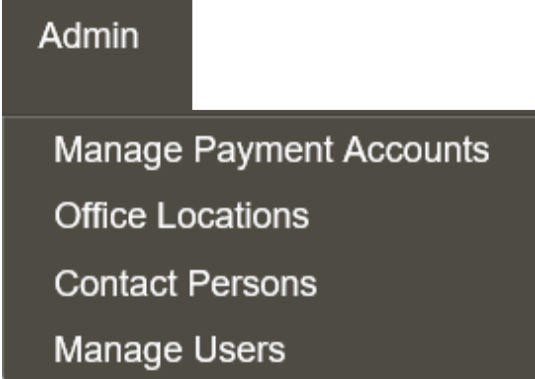 Admin
Manage Payment Accounts
Office Locations
Contact Persons
Manage Users